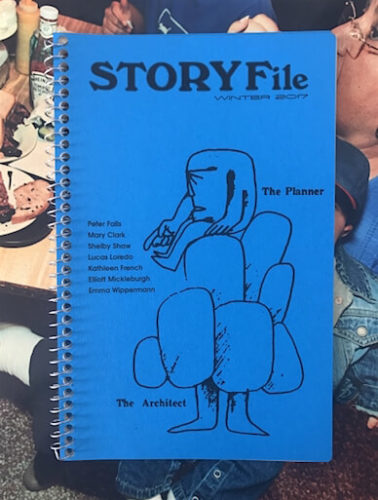 STORYFile
WINTER 2017
The Planner
Peter Falls
Mary Clark
Shelby Shaw
Lucas Loredo
Kathleen French
Elliott Mickleburgh
Emma Wippermann
The Architect